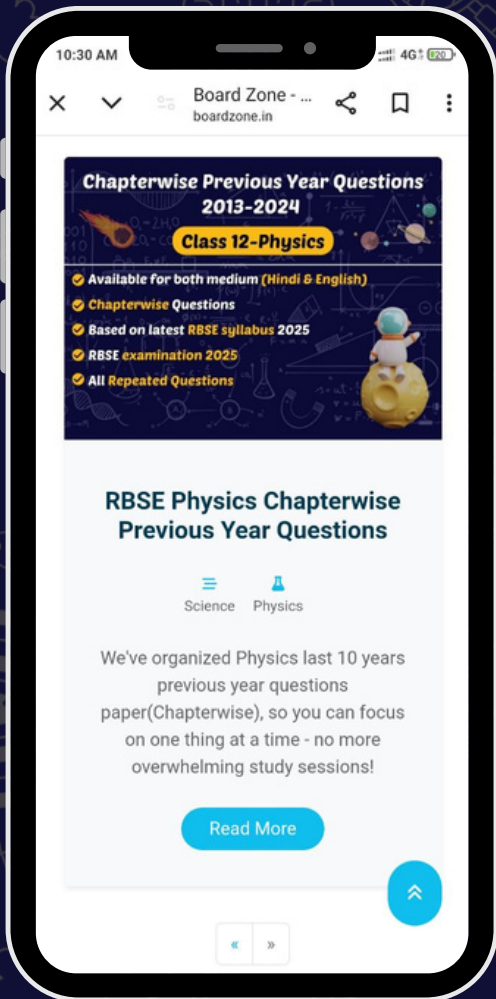 10:30 AM
4G 20
Board Zone - ...
boardzone.in
Chapterwise Previous Year Questions
2013-2024
Class 12-Physics
Available for both medium (Hindi & English)
Chapterwise Questions
Based on latest RBSE syllabus 2025
RBSE examination 2025
All Repeated Questions
RBSE Physics Chapterwise
Previous Year Questions
Science Physics
We've organized Physics last 10 years
previous year questions
paper(Chapterwise), so you can focus
on one thing at a time - no more
overwhelming study sessions!
Read More
« »